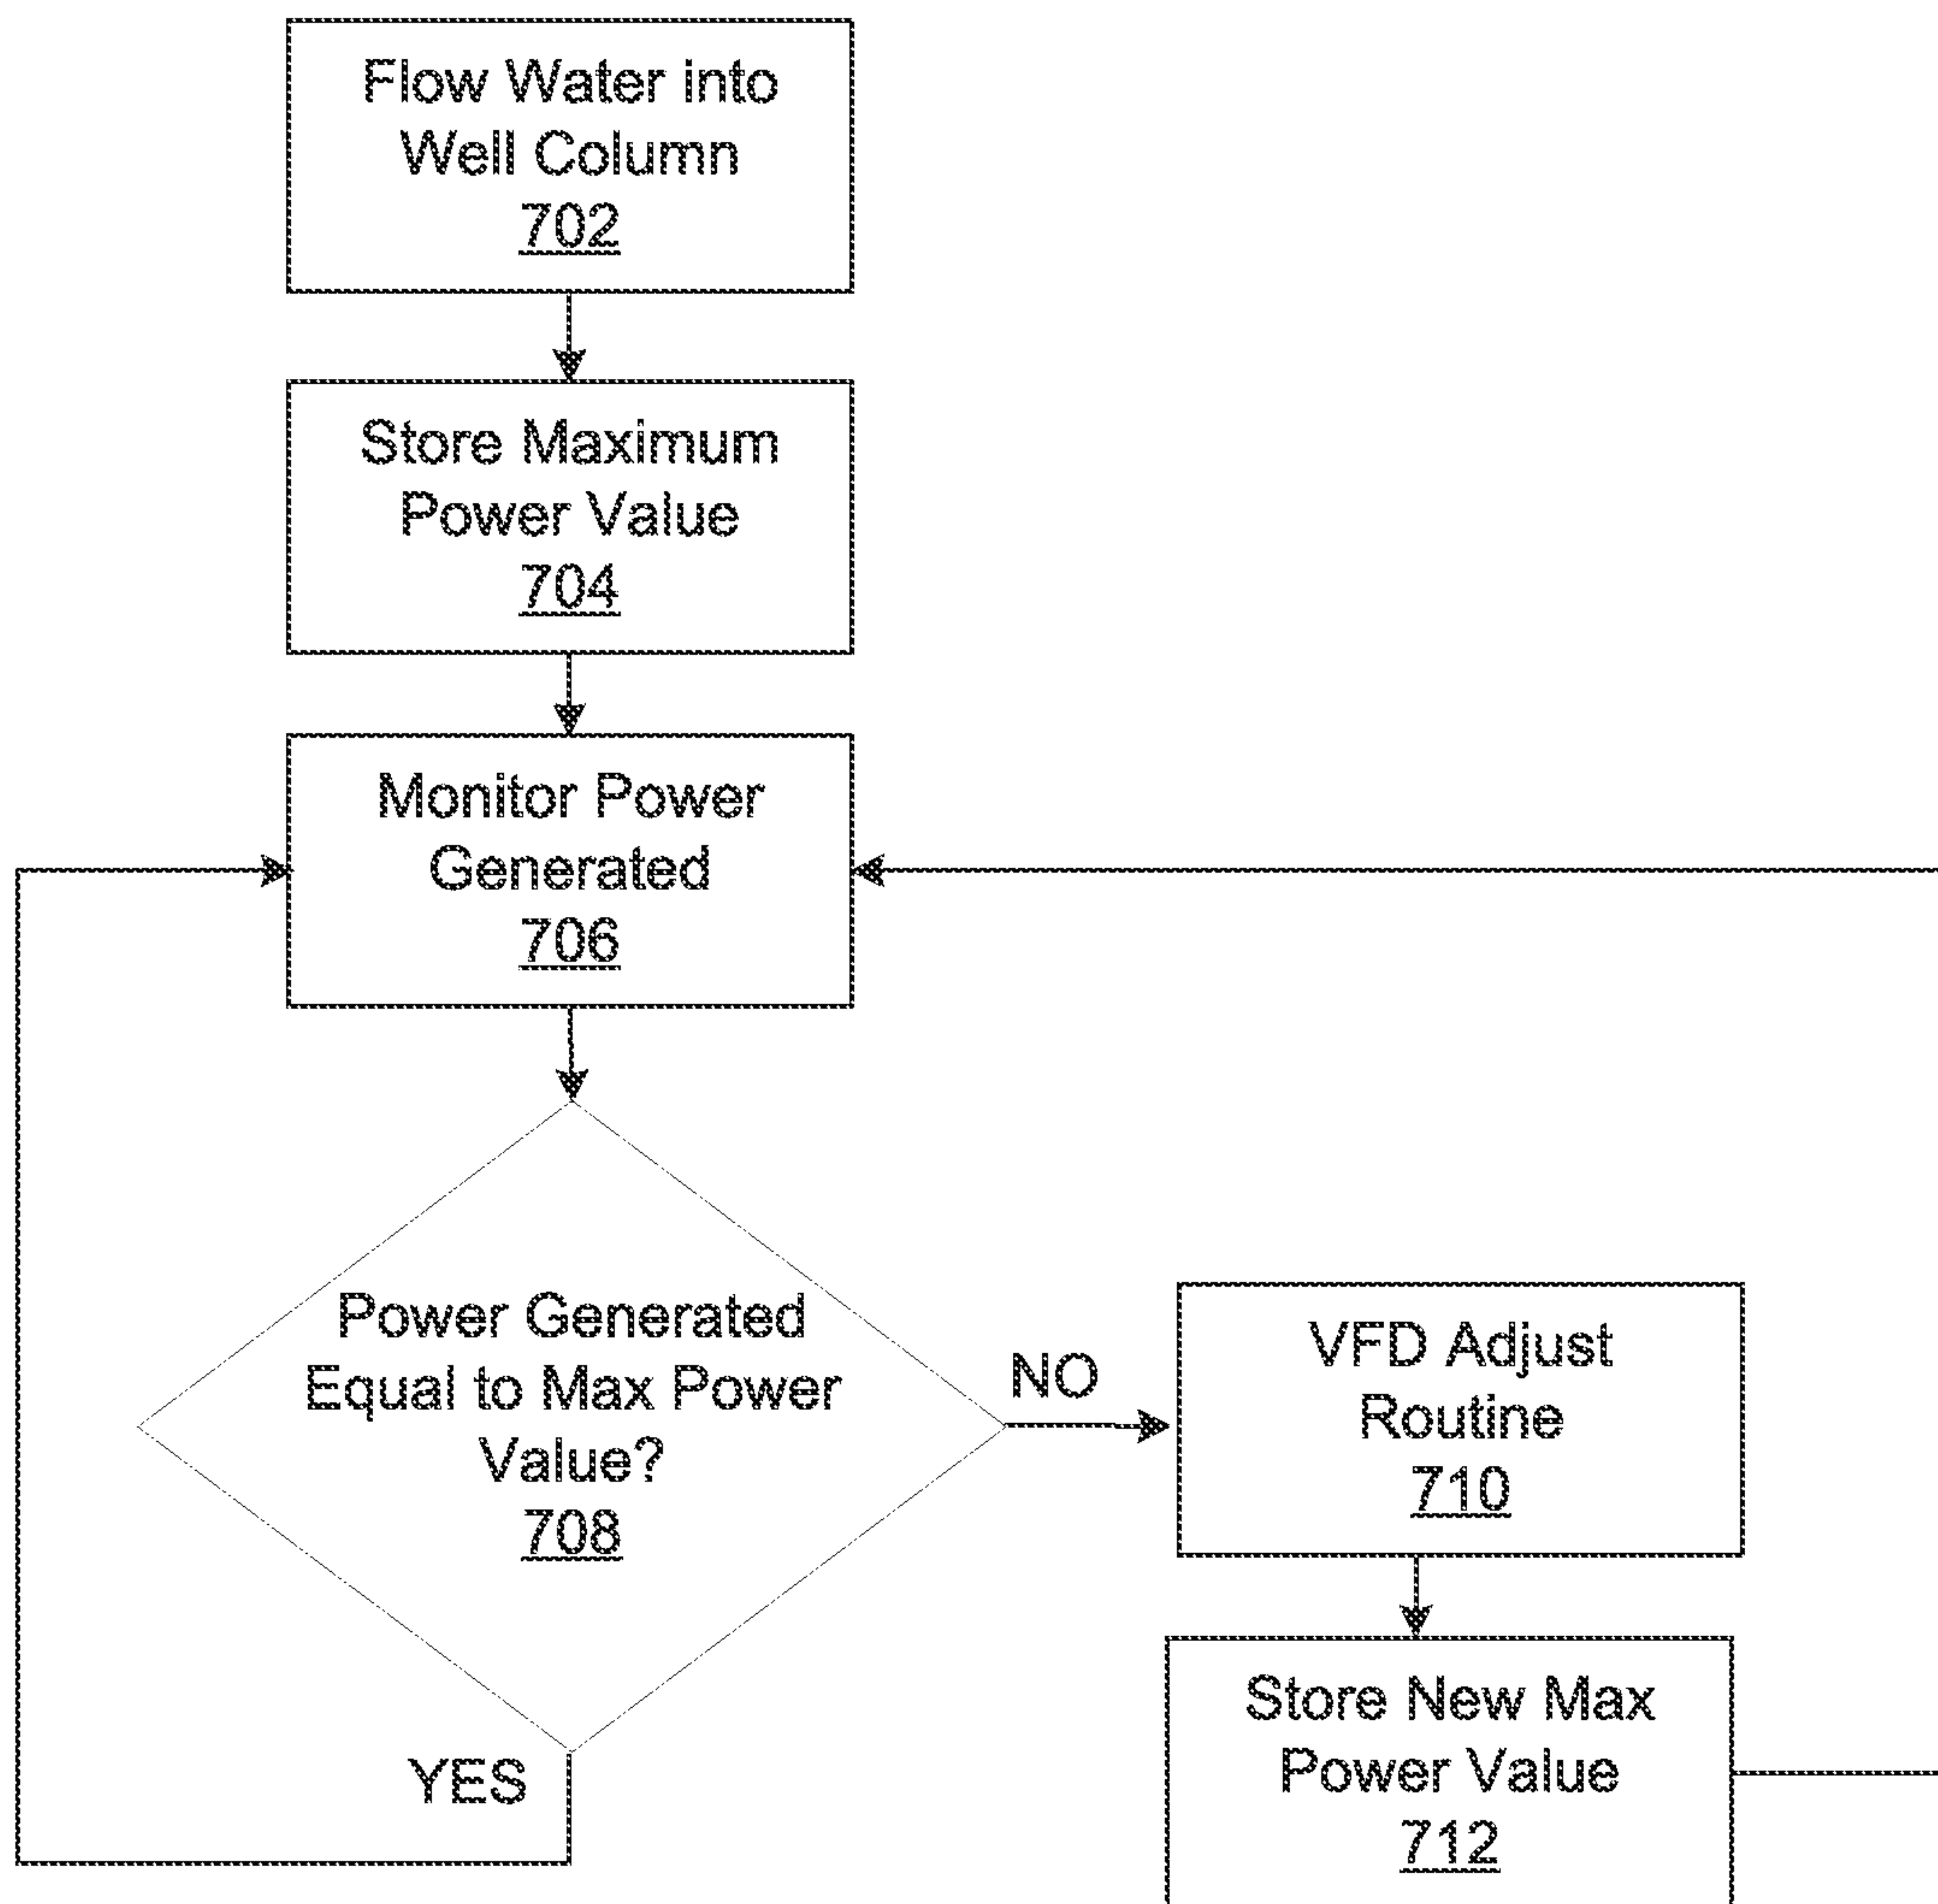 Flow Water into
Well Column
702
Store Maximum
Power Value
704
Monitor Power
Generated
706
Power Generated
Equal to Max Power
Value?
708
NO
YES
VFD Adjust
Routine
710
Store New Max
Power Value
712